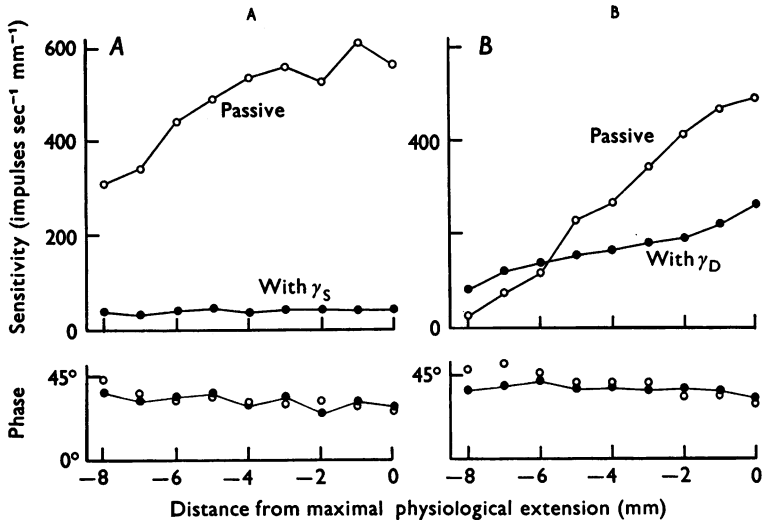 A
B
A
B
Sensitivity (impulses sec⁻¹ mm⁻¹)
600
400
200
0
Passive
With γS
400
0
Passive
With γD
Phase
45°
0°
45°
−8 −6 −4 −2 0
−8 −6 −4 −2 0
Distance from maximal physiological extension (mm)